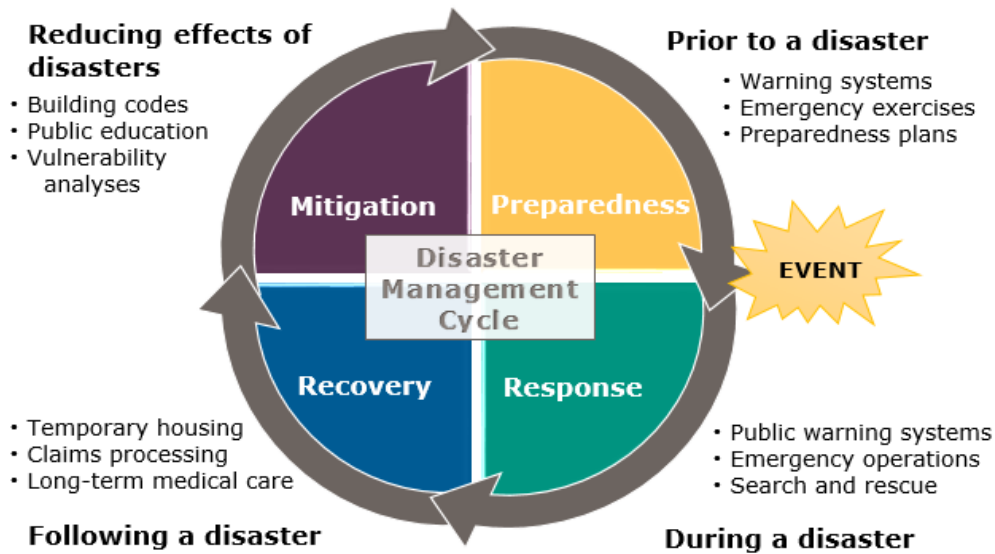 Reducing effects of
disasters
• Building codes
• Public education
• Vulnerability
analyses
Prior to a disaster
• Warning systems
• Emergency exercises
• Preparedness plans
Mitigation
Preparedness
Disaster
Management
Cycle
EVENT
Recovery
Response
• Temporary housing
• Claims processing
• Long-term medical care
Following a disaster
• Public warning systems
• Emergency operations
• Search and rescue
During a disaster